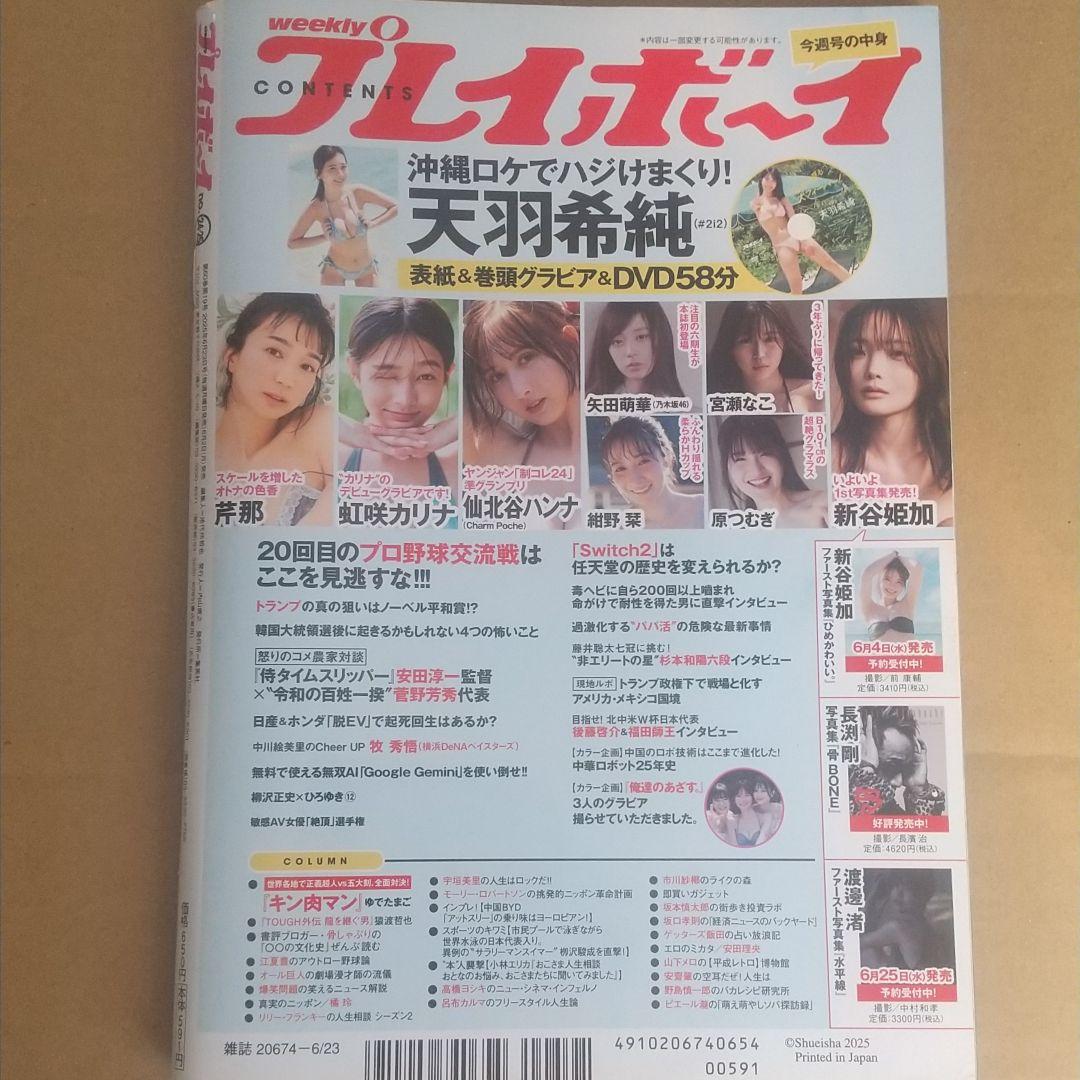 weekly
プレイボーイ
CONTENTS
*内容は一部変更する可能性があります。
今週号の中身
沖縄ロケでハジけまくり!
天羽希純(#2i2)
表紙&巻頭グラビア&DVD58分
天羽希純
スケールを増した
オトナの色香
芹那
"カリナ"の
デビューグラビアです!
虹咲カリナ
ヤンジャン「制コレ24」
準グランプリ
仙北谷ハンナ
(Charm Poche)
注目の六期生が
本誌初登場
矢田萌華(乃木坂46)
3年ぶりに帰ってきた!
宮瀬なこ
ふんわり揺れる
柔らかHカップ
紺野 栞
B101cmの
超絶グラマラス
原つむぎ
いよいよ
1st写真集発売!
新谷姫加
20回目のプロ野球交流戦は
ここを見逃すな!!!
トランプの真の狙いはノーベル平和賞!?
韓国大統領選後に起きるかもしれない4つの怖いこと
怒りのコメ農家対談
『侍タイムスリッパー』安田淳一監督
×"令和の百姓一揆"菅野芳秀代表
日産&ホンダ「脱EV」で起死回生はあるか?
中川絵美里のCheer UP 牧 秀悟(横浜DeNAベイスターズ)
無料で使える無双AI「Google Gemini」を使い倒せ!!
柳沢正史×ひろゆき⑫
敏感AV女優「絶頂」選手権
「Switch2」は
任天堂の歴史を変えられるか?
毒ヘビに自ら200回以上噛まれ
命がけで耐性を得た男に直撃インタビュー
過激化する"パパ活"の危険な最新事情
藤井聡太七冠に挑む!
"非エリートの星"杉本和陽六段インタビュー
現地ルポ トランプ政権下で戦場と化す
アメリカ・メキシコ国境
目指せ! 北中米W杯日本代表
後藤啓介&福田師王インタビュー
【カラー企画】中国のロボ技術はここまで進化した!
中華ロボット25年史
【カラー企画】『俺達のあざす。』
3人のグラビア
撮らせていただきました。
新谷姫加
ファースト写真集『ひめかわいい。』
6月4日(水)発売
予約受付中!
撮影/前 康輔
定価:3410円(税込)
長渕 剛
写真集『骨 BONE』
好評発売中!
撮影/長濱 治
定価:4620円(税込)
渡邊 渚
ファースト写真集『水平線』
6月25日(水)発売
予約受付中!
撮影/中村和孝
定価:3300円(税込)
COLUMN
世界各地で正義超人vs五大刻、全面対決!
『キン肉マン』ゆでたまご
『TOUGH外伝 龍を継ぐ男』猿渡哲也
書評ブロガー・骨しゃぶりの
「〇〇の文化史」ぜんぶ読む
江夏豊のアウトロー野球論
オール巨人の劇場漫才師の流儀
爆笑問題の笑えるニュース解説
真実のニッポン/橘 玲
リリー・フランキーの人生相談 シーズン2
宇垣美里の人生はロックだ!!
モーリー・ロバートソンの挑発的ニッポン革命計画
インプレ!【中国BYD
「アットスリー」の乗り味はヨーロピアン!】
スポーツのキワミ【市民プールで泳ぎながら
世界水泳の日本代表入り。
異例の"サラリーマンスイマー"柳沢駿成を直撃!】
"本"人襲撃【小林エリカ『おこさま人生相談
おとなのお悩み、おこさまたちに聞いてみました』】
高橋ヨシキのニュー・シネマ・インフェルノ
呂布カルマのフリースタイル人生論
市川紗椰のライクの森
即買いガジェット
坂本慎太郎の街歩き投資ラボ
坂口孝則の「経済ニュースのバックヤード」
ゲッターズ飯田の占い放浪記
エロのミカタ/安田理央
山下メロの【平成レトロ】博物館
安齋肇の空耳だぜ!人生は
野島慎一郎のバカレシピ研究所
ピエール瀧の「萌え萌やしソバ探訪録」
雑誌 20674-6/23
4910206740654
00591
©Shueisha 2025
Printed in Japan
プレイボーイ
no.24/25
価格650円 本体591円